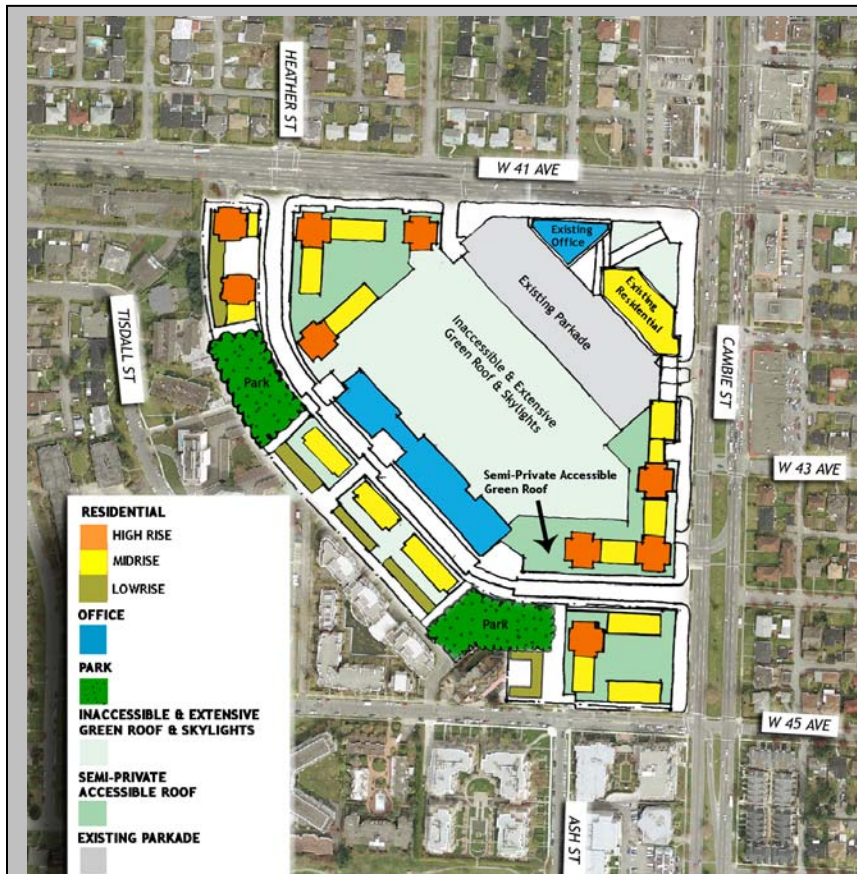 HEATHER ST
W 41 AVE
Existing
Office
Existing Parkade
Existing
Residential
Inaccessible & Extensive
Green Roof & Skylights
TISDALL ST
Park
CAMBIE ST
W 43 AVE
Semi-Private Accessible
Green Roof
Park
W 45 AVE
ASH ST
RESIDENTIAL
HIGH RISE
MIDRISE
LOWRISE
OFFICE
PARK
INACCESSIBLE & EXTENSIVE
GREEN ROOF & SKYLIGHTS
SEMI-PRIVATE
ACCESSIBLE ROOF
EXISTING PARKADE